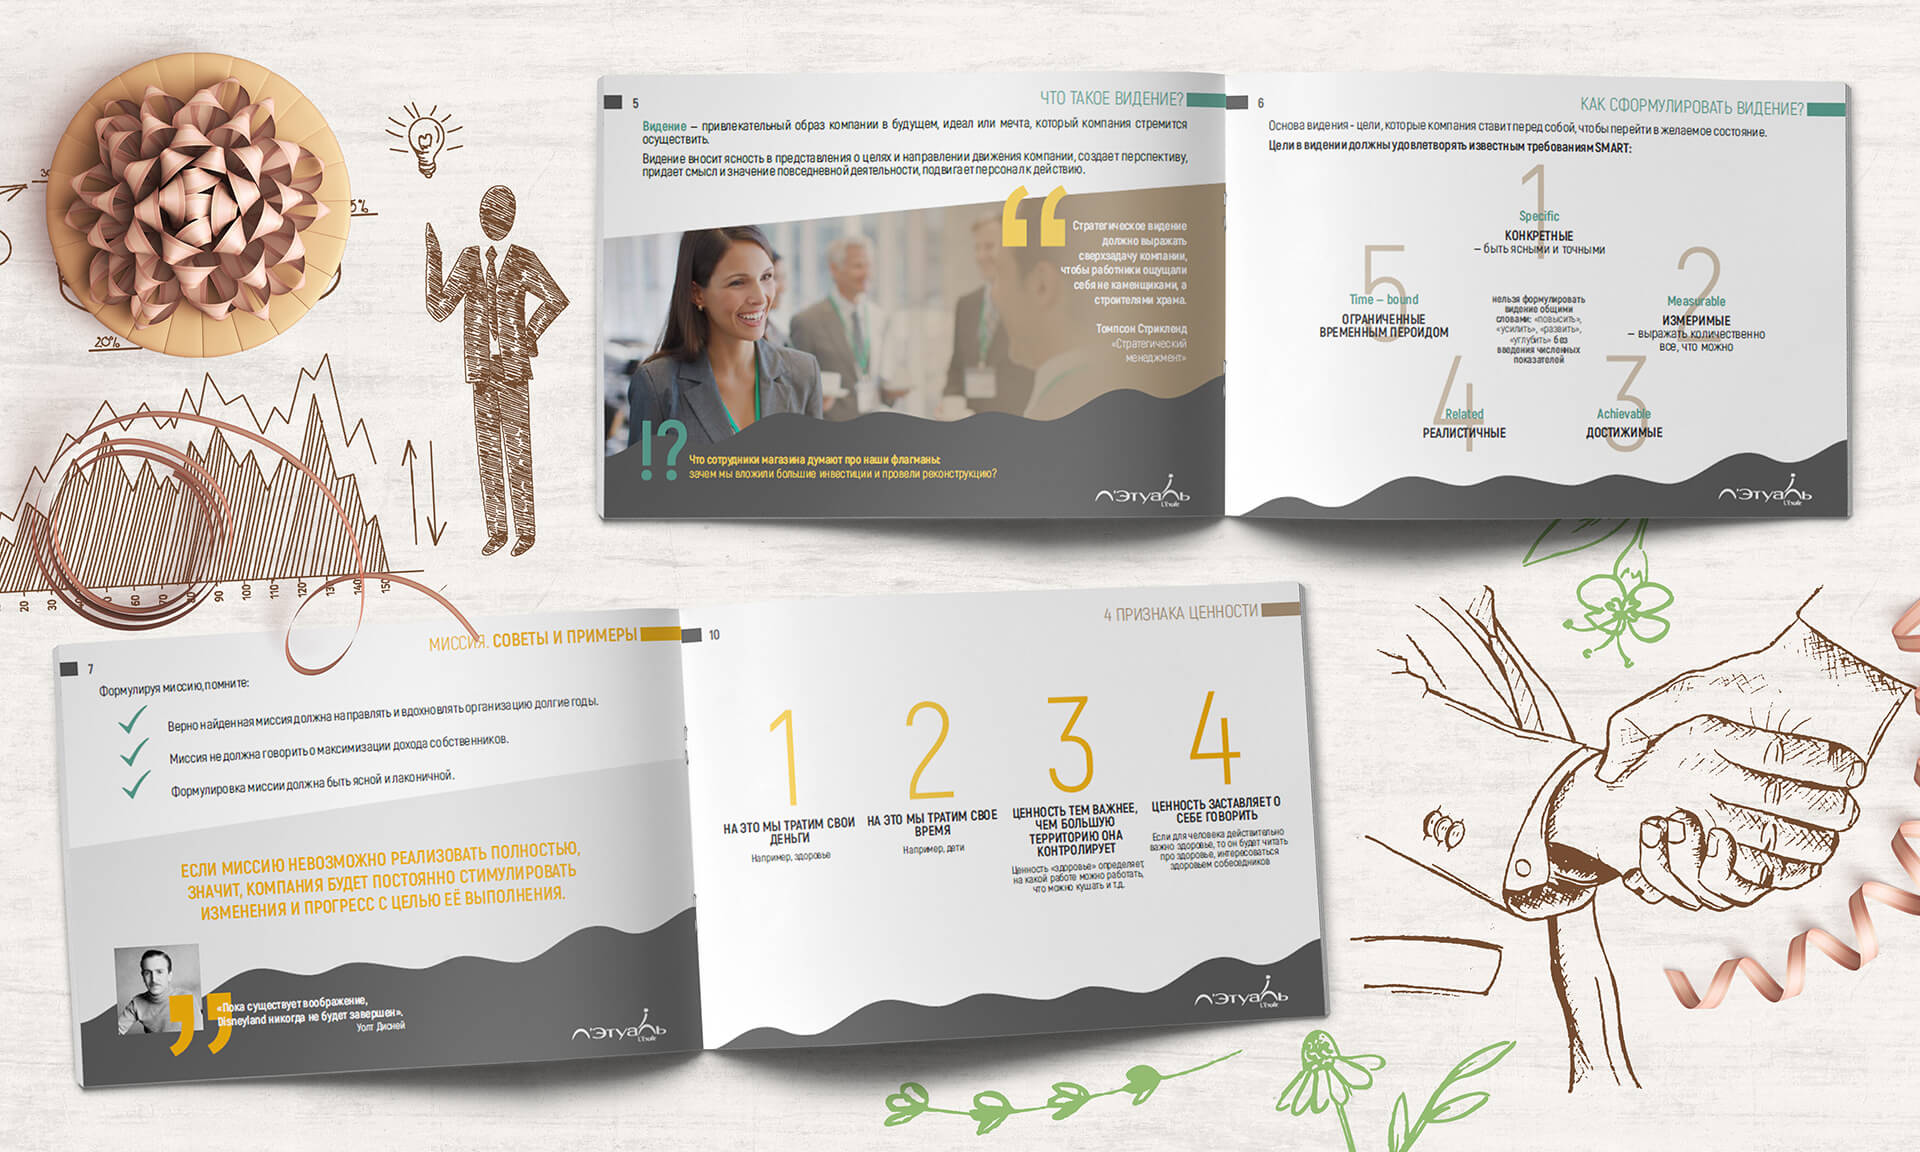 5
ЧТО ТАКОЕ ВИДЕНИЕ?
Видение – привлекательный образ компании в будущем, идеал или мечта, который компания стремится
осуществить.
Видение вносит ясность в представления о целях и направлении движения компании, создает перспективу,
придает смысл и значение повседневной деятельности, подвигает персонал к действию.
“
Стратегическое видение
должно выражать
сверхзадачу компании,
чтобы работники ощущали
себя не каменщиками, а
строителями храма.
Томпсон Стрикленд
«Стратегический
менеджмент»
!?
Что сотрудники магазина думают про наши флагманы:
зачем мы вложили большие инвестиции и провели реконструкцию?
Л'Этуаль
L'Etoile
6
КАК СФОРМУЛИРОВАТЬ ВИДЕНИЕ?
Основа видения - цели, которые компания ставит перед собой, чтобы перейти в желаемое состояние.
Цели в видении должны удовлетворять известным требованиям SMART:
1
Specific
КОНКРЕТНЫЕ
– быть ясными и точными
2
Measurable
ИЗМЕРИМЫЕ
– выражать количественно
все, что можно
3
Achievable
ДОСТИЖИМЫЕ
4
Related
РЕАЛИСТИЧНЫЕ
5
Time – bound
ОГРАНИЧЕННЫЕ
ВРЕМЕННЫМ ПЕРОИДОМ
нельзя формулировать
видение общими
словами: «повысить»,
«усилить», «развить»,
«углубить» без
введения численных
показателей
Л'Этуаль
L'Etoile
5%
20%
20 30 60 70 80 90 100 110 120 140 150
7
МИССИЯ. СОВЕТЫ И ПРИМЕРЫ
Формулируя миссию, помните:
Верно найденная миссия должна направлять и вдохновлять организацию долгие годы.
Миссия не должна говорить о максимизации дохода собственников.
Формулировка миссии должна быть ясной и лаконичной.
ЕСЛИ МИССИЮ НЕВОЗМОЖНО РЕАЛИЗОВАТЬ ПОЛНОСТЬЮ,
ЗНАЧИТ, КОМПАНИЯ БУДЕТ ПОСТОЯННО СТИМУЛИРОВАТЬ
ИЗМЕНЕНИЯ И ПРОГРЕСС С ЦЕЛЬЮ ЕЁ ВЫПОЛНЕНИЯ.
”
«Пока существует воображение,
Disneyland никогда не будет завершен».
Уолт Дисней
Л'Этуаль
L'Etoile
10
4 ПРИЗНАКА ЦЕННОСТИ
1
НА ЭТО МЫ ТРАТИМ СВОИ
ДЕНЬГИ
Например, здоровье
2
НА ЭТО МЫ ТРАТИМ СВОЕ
ВРЕМЯ
Например, дети
3
ЦЕННОСТЬ ТЕМ ВАЖНЕЕ,
ЧЕМ БОЛЬШУЮ
ТЕРРИТОРИЮ ОНА
КОНТРОЛИРУЕТ
Ценность «здоровье» определяет,
на какой работе можно работать,
что можно кушать и т.д.
4
ЦЕННОСТЬ ЗАСТАВЛЯЕТ О
СЕБЕ ГОВОРИТЬ
Если для человека действительно
важно здоровье, то он будет читать
про здоровье, интересоваться
здоровьем собеседников
Л'Этуаль
L'Etoile